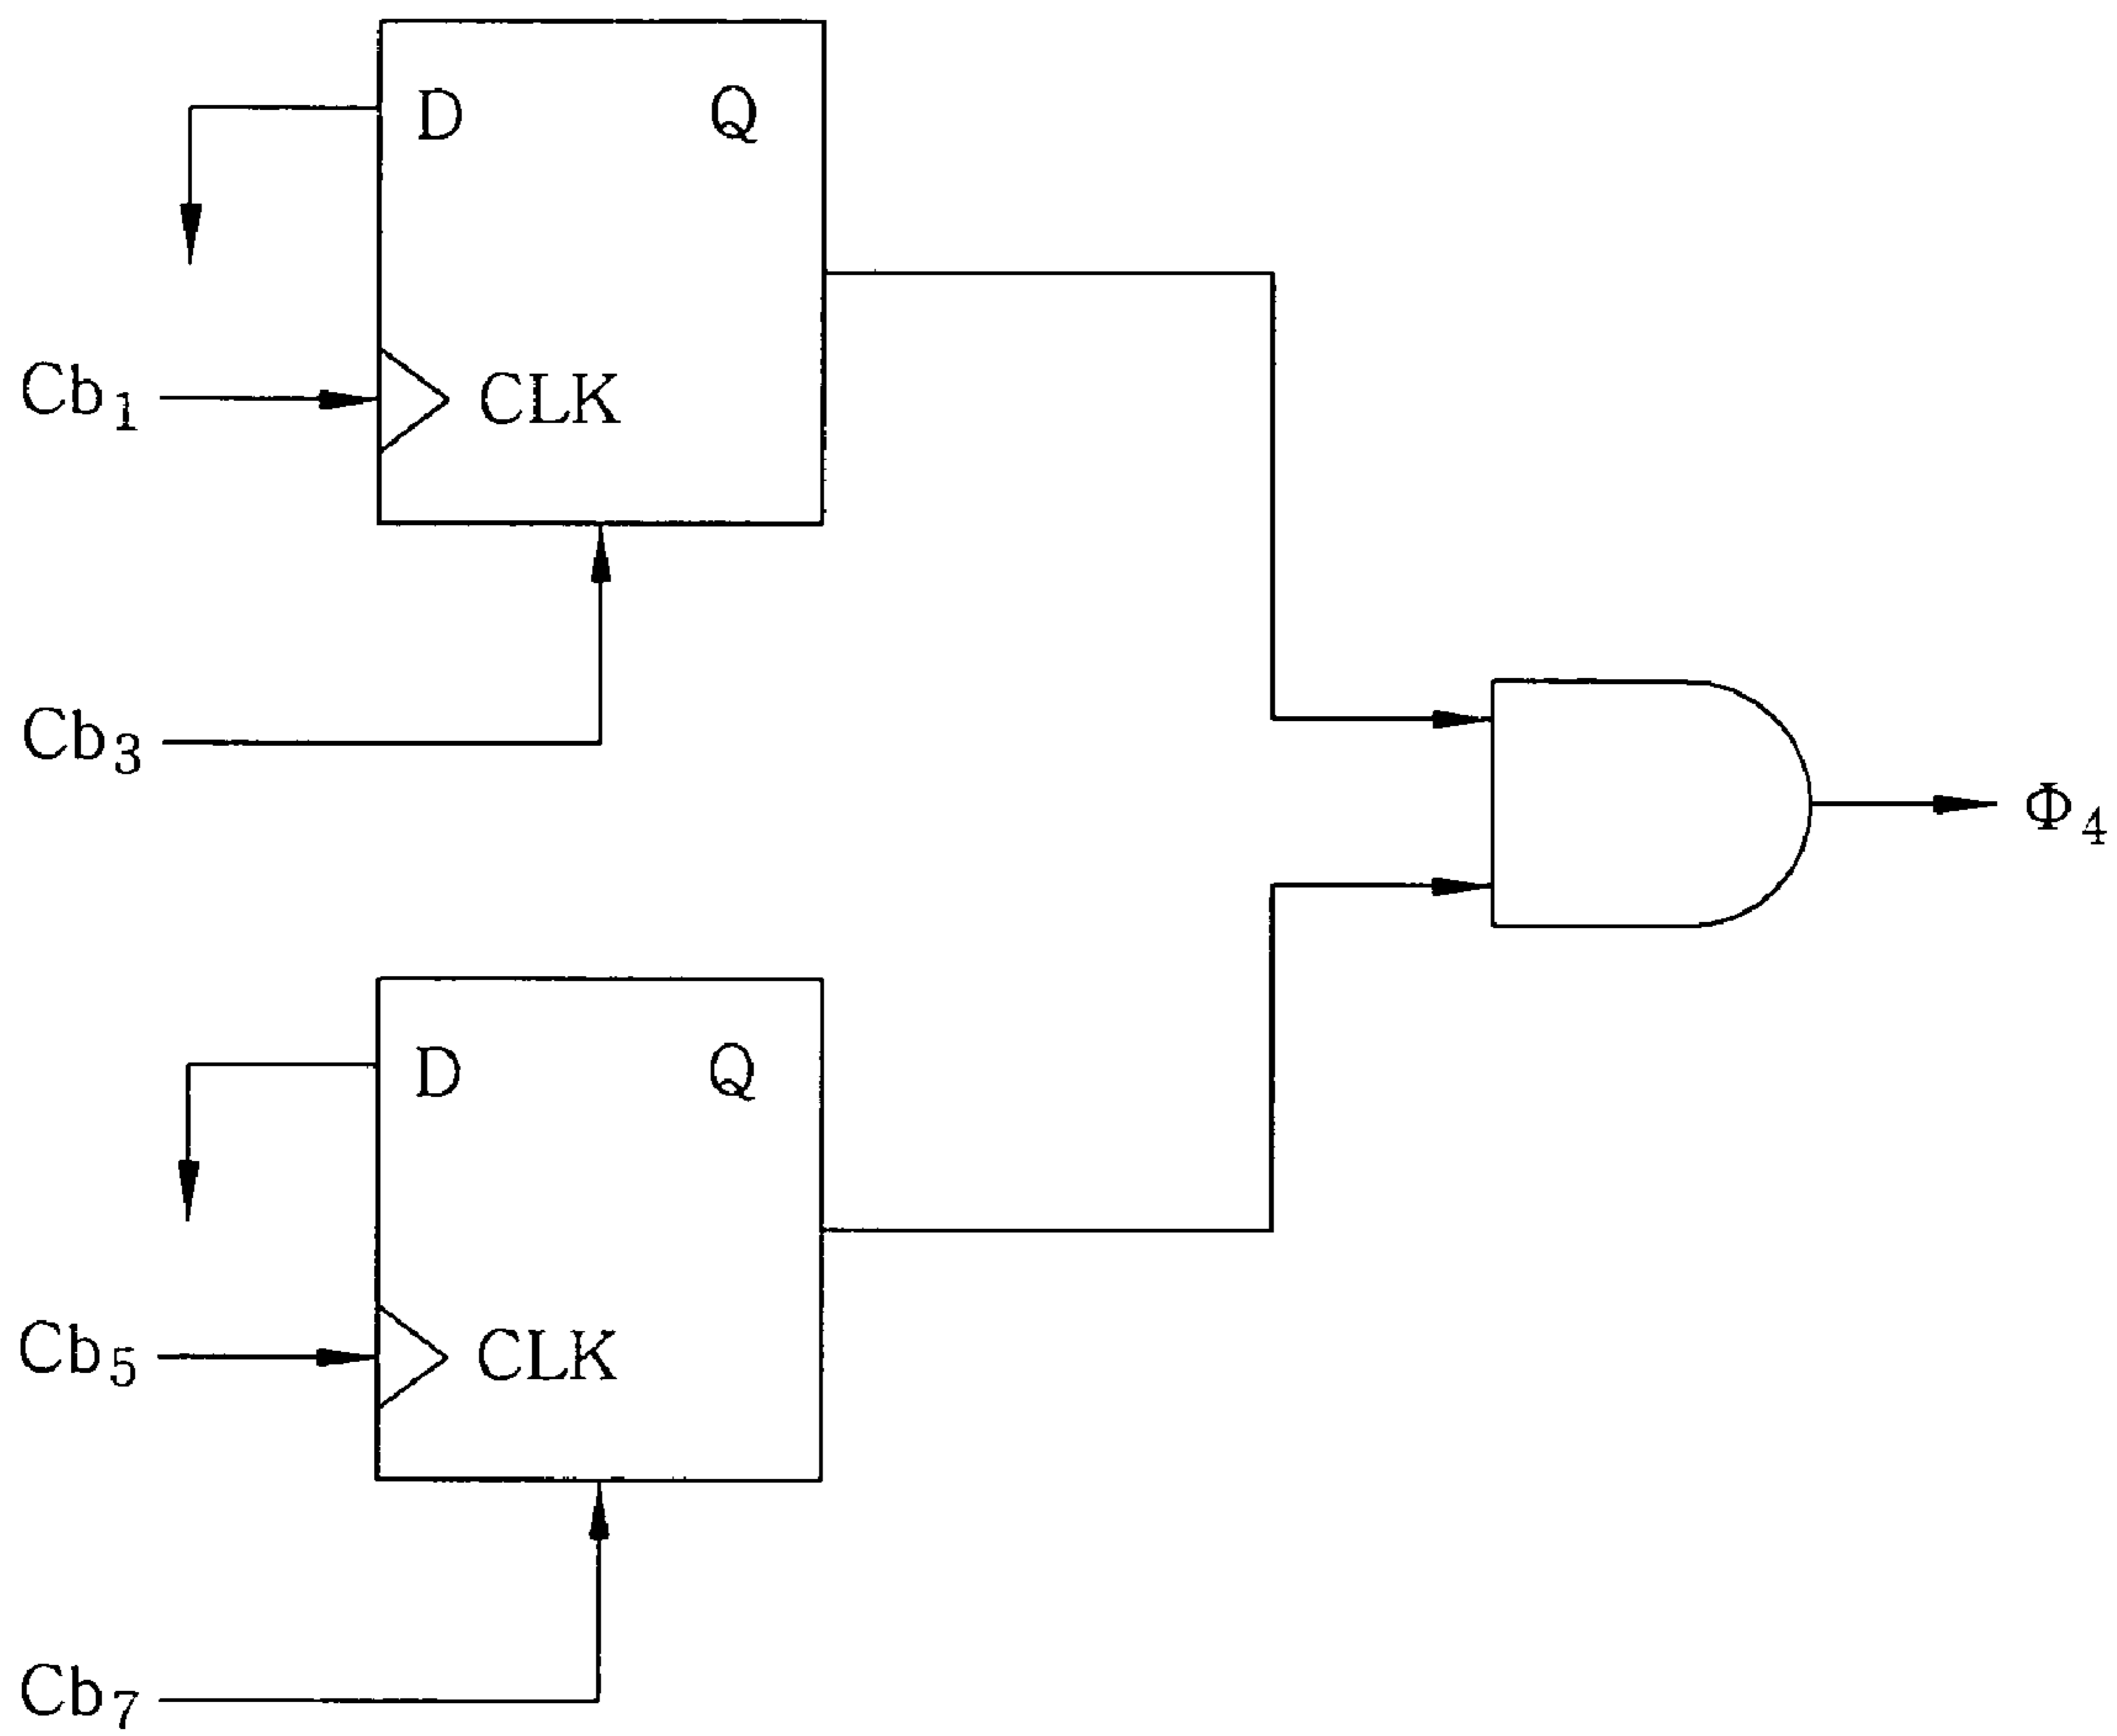 D Q
Cb₁ CLK
Cb₃
Φ₄
D Q
Cb₅ CLK
Cb₇